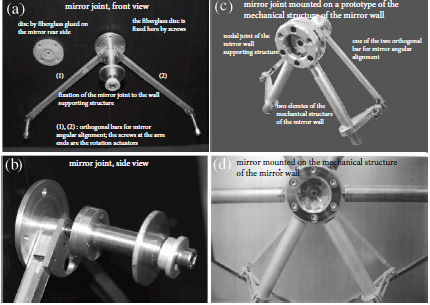 (a)
mirror joint, front view
disc by fiberglass glued on
the mirror rear side
the fiberglass disc is
fixed here by screws
(1)
(2)
fixation of the mirror joint to the wall
supporting structure
(1), (2) : orthogonal bars for mirror
angular alignment; the screws at the arm
ends are the rotation actuators
(c)
mirror joint mounted on a prototype of the
mechanical structure of the mirror wall
nodal joint of the
mirror wall
supporting structure
one of the two orthogonal
bar for mirror angular
alignment
two elemtes of the
mechanical structure
of the mirror wall
(b)
mirror joint, side view
(d)
mirror mounted on the mechanical structure
of the mirror wall